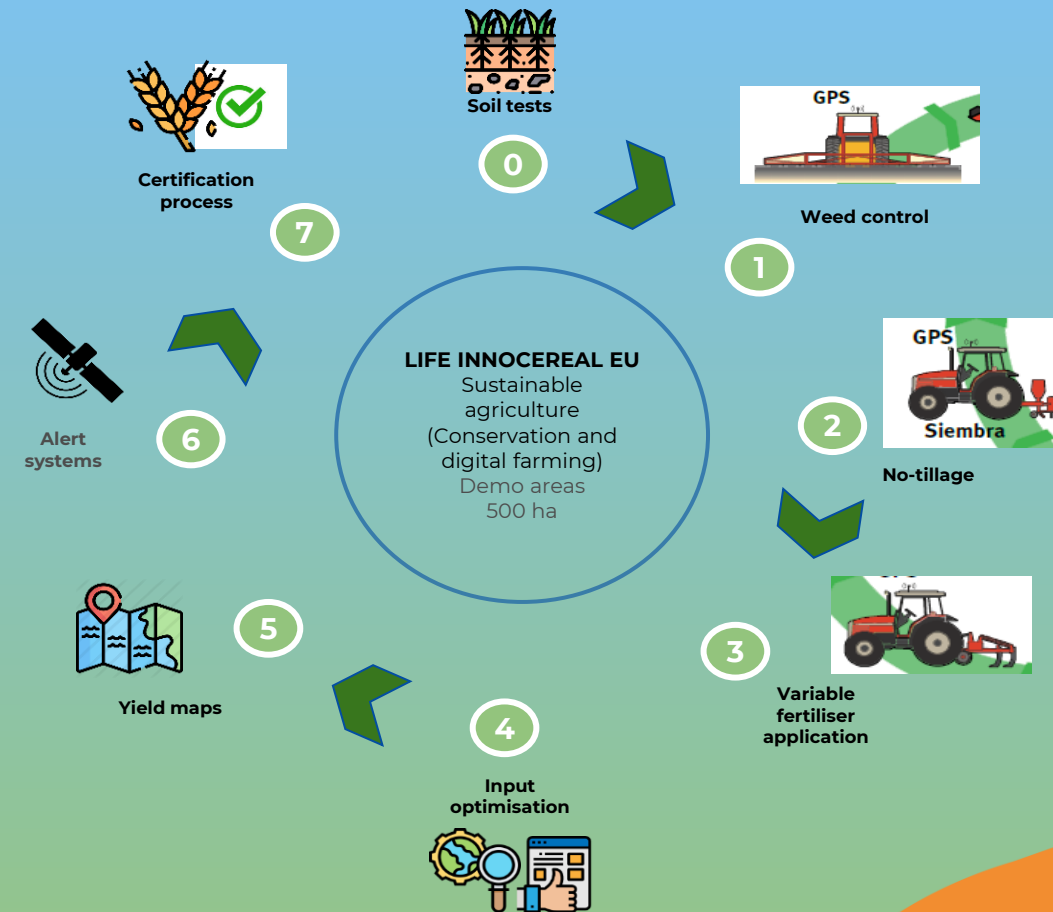 Soil tests
0
GPS
Weed control
1
GPS
Siembra
2
No-tillage
3
Variable
fertiliser
application
4
Input
optimisation
5
Yield maps
6
Alert
systems
7
Certification
process
LIFE INNOCEREAL EU
Sustainable
agriculture
(Conservation and
digital farming)
Demo areas
500 ha